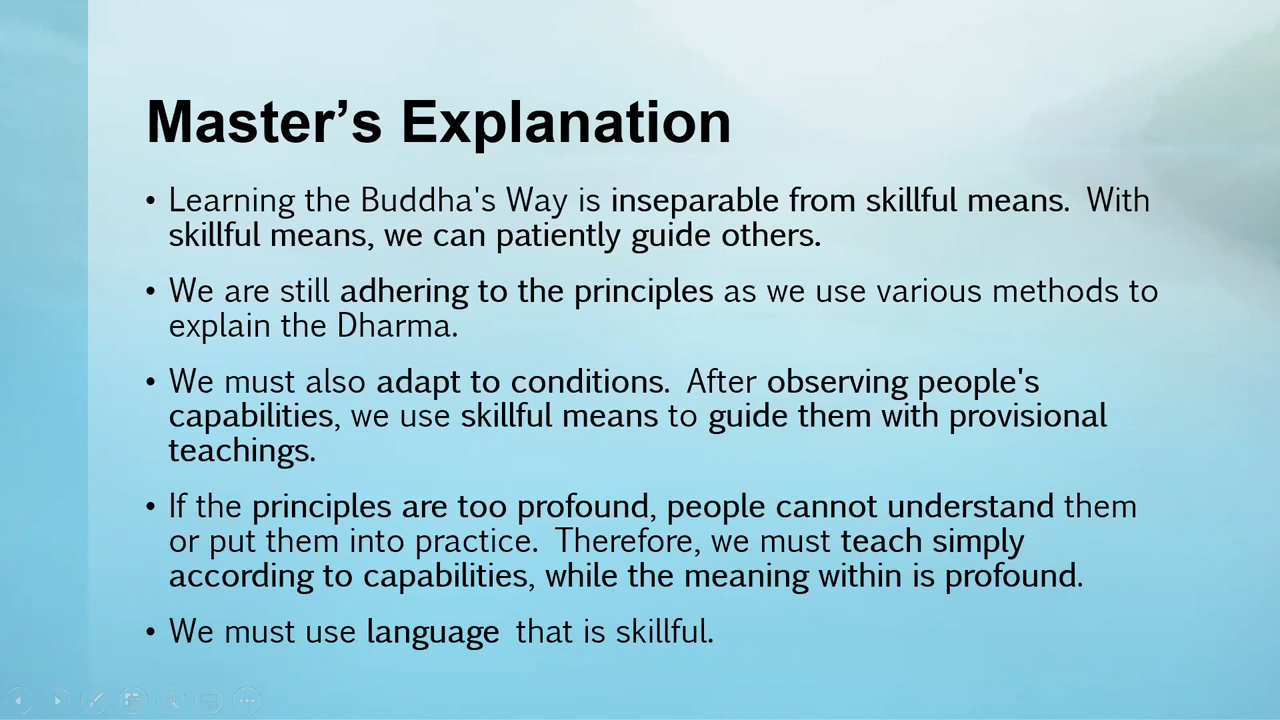 Master’s Explanation
• Learning the Buddha's Way is inseparable from skillful means.  With
skillful means, we can patiently guide others.
• We are still adhering to the principles as we use various methods to
explain the Dharma.
• We must also adapt to conditions.  After observing people's
capabilities, we use skillful means to guide them with provisional
teachings.
• If the principles are too profound, people cannot understand them
or put them into practice.  Therefore, we must teach simply
according to capabilities, while the meaning within is profound.
• We must use language  that is skillful.